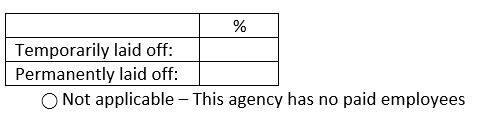 %
Temporarily laid off:
Permanently laid off:
Not applicable – This agency has no paid employees